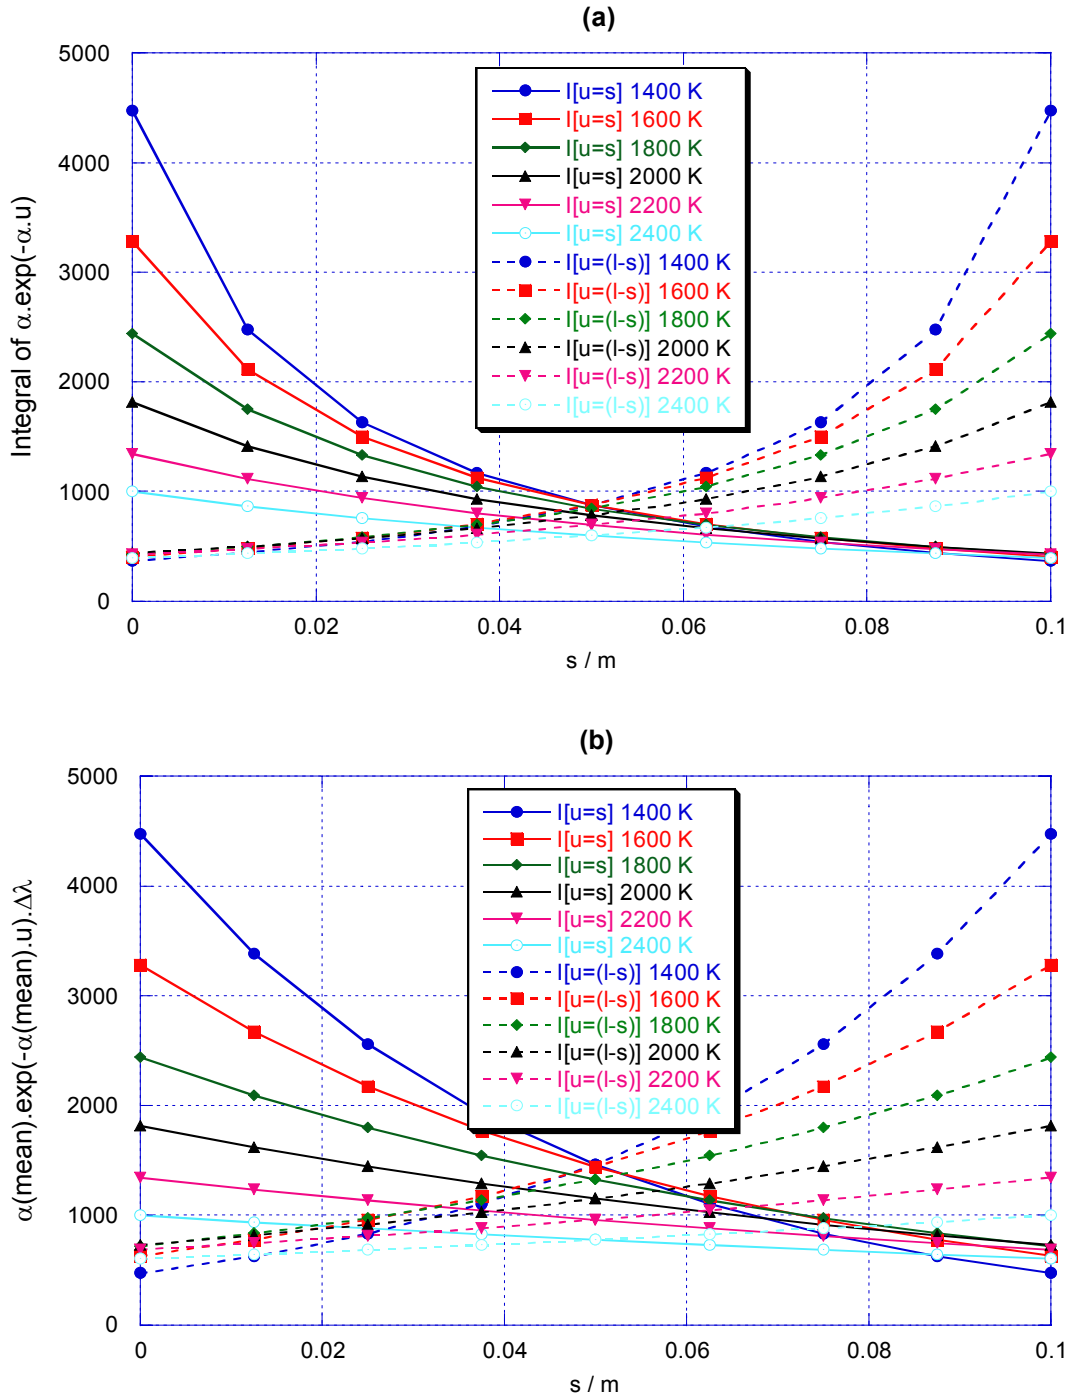 (a)
5000
4000
3000
2000
1000
0
Integral of α.exp(-α.u)
I[u=s] 1400 K
I[u=s] 1600 K
I[u=s] 1800 K
I[u=s] 2000 K
I[u=s] 2200 K
I[u=s] 2400 K
I[u=(l-s)] 1400 K
I[u=(l-s)] 1600 K
I[u=(l-s)] 1800 K
I[u=(l-s)] 2000 K
I[u=(l-s)] 2200 K
I[u=(l-s)] 2400 K
0 0.02 0.04 0.06 0.08 0.1
s / m
(b)
5000
4000
3000
2000
1000
0
α(mean).exp(-α(mean).u).Δλ
I[u=s] 1400 K
I[u=s] 1600 K
I[u=s] 1800 K
I[u=s] 2000 K
I[u=s] 2200 K
I[u=s] 2400 K
I[u=(l-s)] 1400 K
I[u=(l-s)] 1600 K
I[u=(l-s)] 1800 K
I[u=(l-s)] 2000 K
I[u=(l-s)] 2200 K
I[u=(l-s)] 2400 K
0 0.02 0.04 0.06 0.08 0.1
s / m